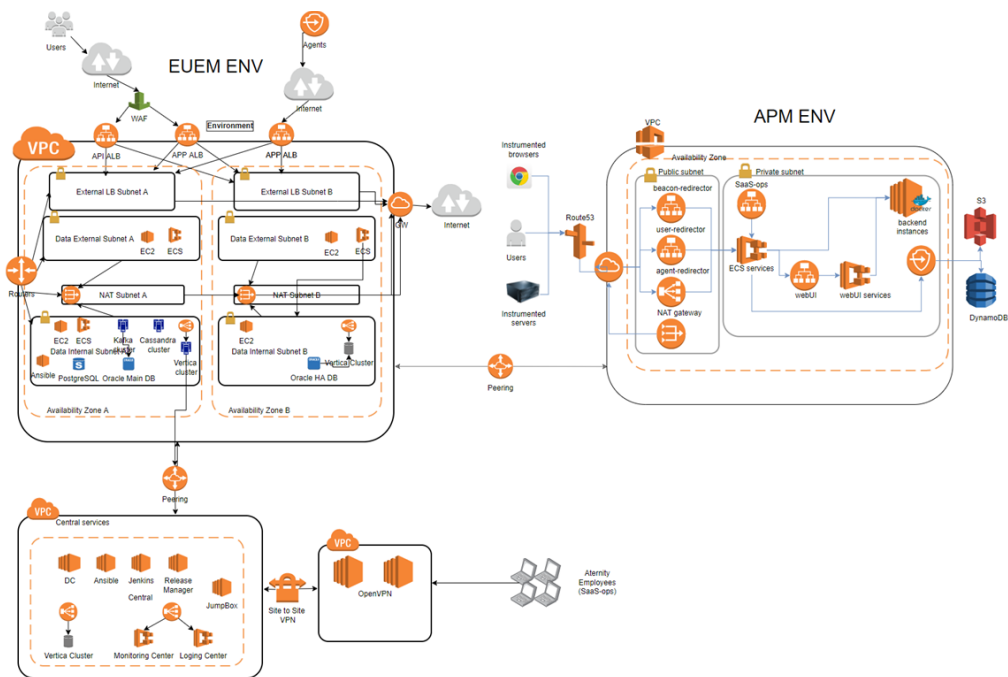 Users
Agents
EUEM ENV
Internet
Internet
WAF
Environment
API ALB
APP ALB
APP ALB
VPC
External LB Subnet A
External LB Subnet B
GW
Internet
Data External Subnet A
EC2
ECS
Data External Subnet B
EC2
ECS
Routers
NAT Subnet A
NAT Subnet B
EC2
ECS
Kafka cluster
Cassandra cluster
Data Internal Subnet A
Vertica cluster
Ansible
PostgreSQL
Oracle Main DB
EC2
Data Internal Subnet B
Vertica Cluster
Oracle HA DB
Availability Zone A
Availability Zone B
Peering
Peering
APM ENV
VPC
Availability Zone
Public subnet
Private subnet
Instrumented
browsers
Users
Instrumented
servers
Route53
beacon-redirector
user-redirector
agent-redirector
NAT gateway
SaaS-ops
ECS services
webUI
webUI services
docker
backend
instances
S3
DynamoDB
VPC
Central services
DC
Ansible
Jenkins
Release
Manager
Central
JumpBox
Vertica Cluster
Monitoring Center
Loging Center
Site to Site
VPN
VPC
OpenVPN
Aternity
Employees
(SaaS-ops)